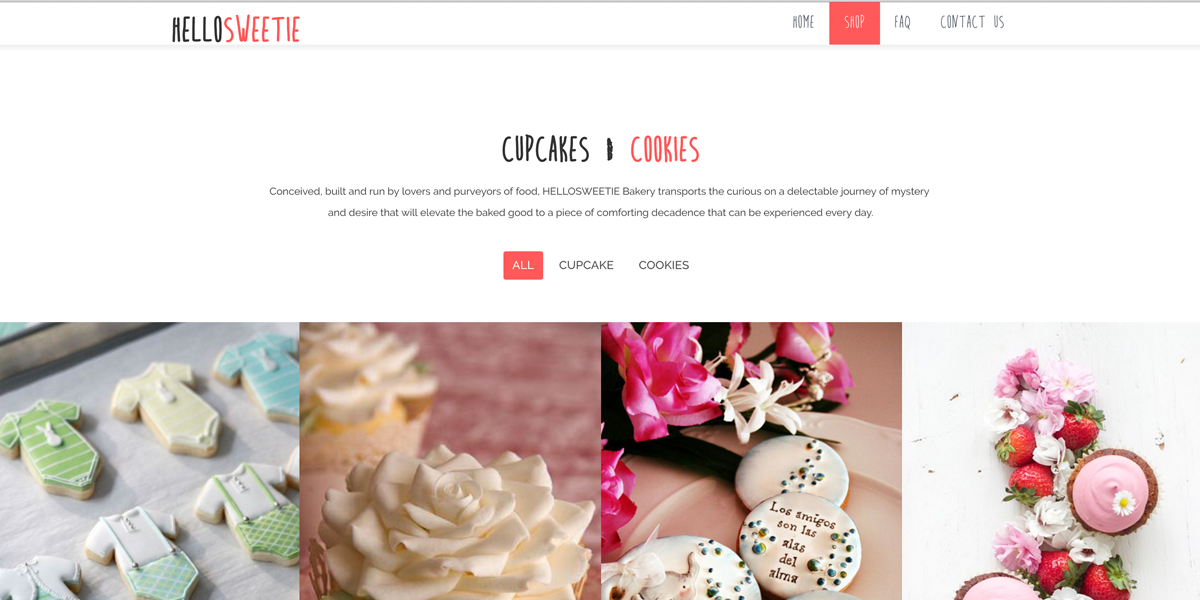 HELLOSWEETIE
HOME SHOP FAQ CONTACT US
CUPCAKES & COOKIES
Conceived, built and run by lovers and purveyors of food, HELLOSWEETIE Bakery transports the curious on a delectable journey of mystery
and desire that will elevate the baked good to a piece of comforting decadence that can be experienced every day.
ALL CUPCAKE COOKIES
Los amigos
son las
alas
del
alma